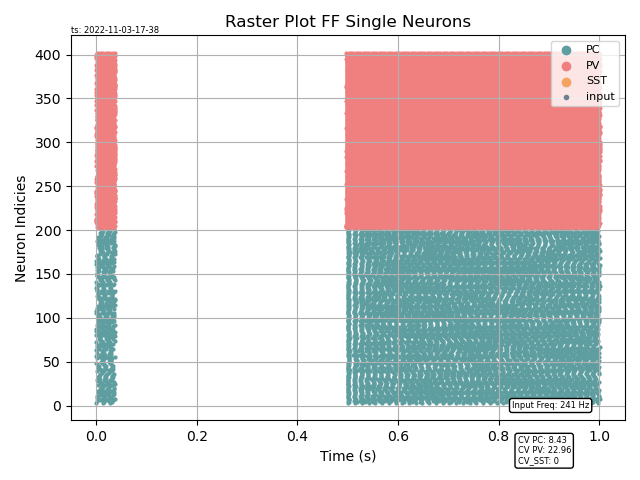 Raster Plot FF Single Neurons
ts: 2022-11-03-17-38
PC
PV
SST
input
Neuron Indicies
400
350
300
250
200
150
100
50
0
Input Freq: 241 Hz
0.0 0.2 0.4 0.6 0.8 1.0
Time (s)
CV PC: 8.43
CV PV: 22.96
CV_SST: 0